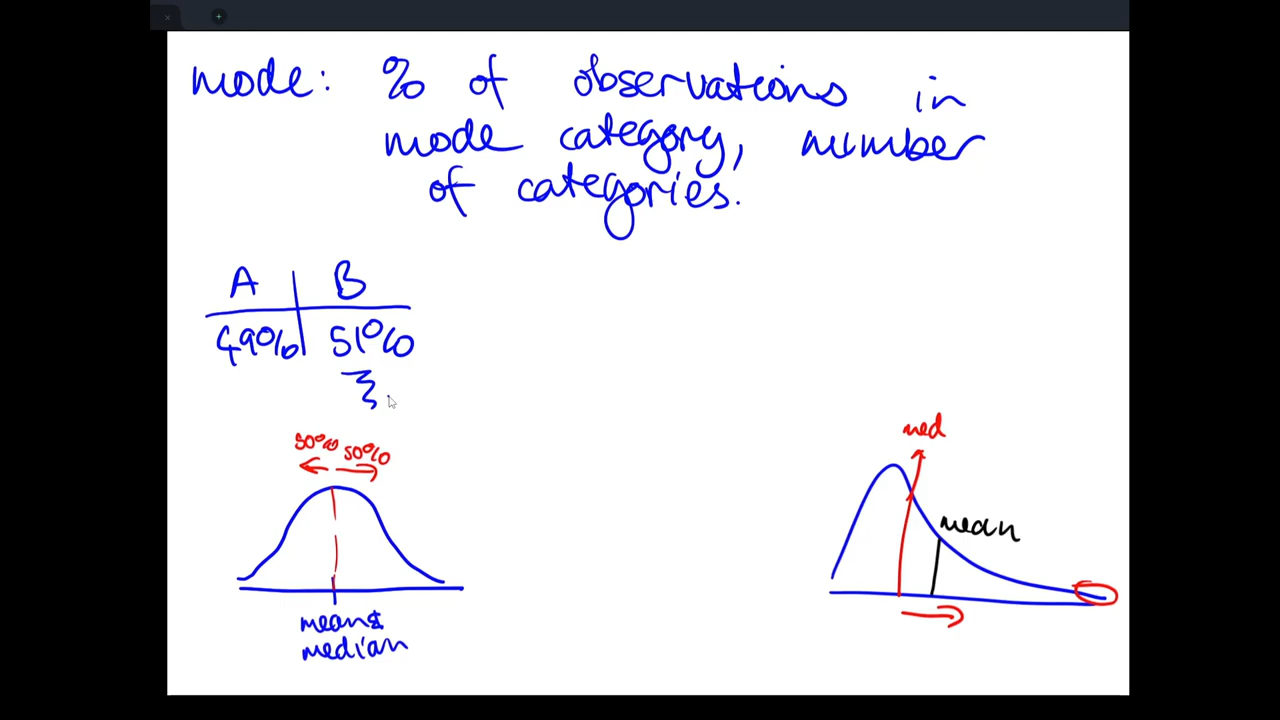 mode: % of observations in
mode category, number
of categories.
A B
49% 51%
50% 50%
mean &
median
med
mean